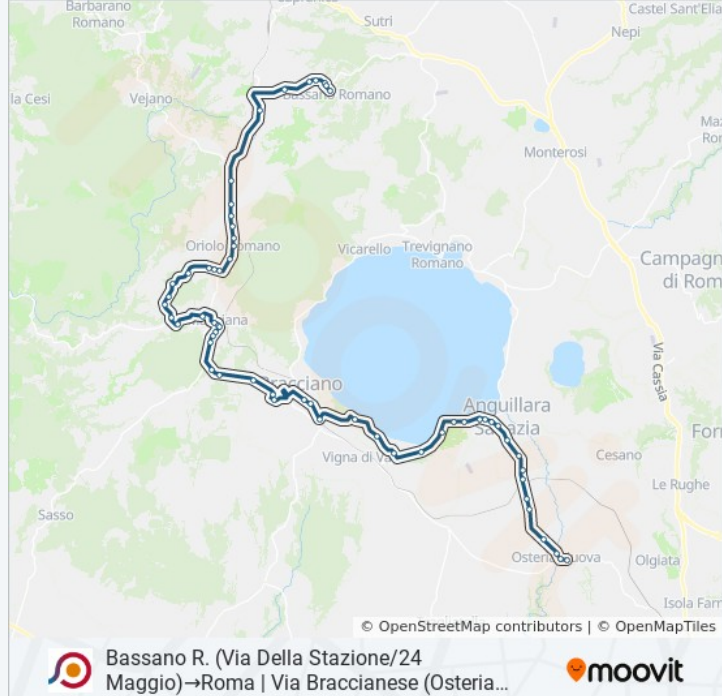 Barbarano
Romano
Sutri
Castel Sant'Elia
Nepi
la Cesi
Vejano
Bassano Romano
Monterosi
Oriolo Romano
Vicarello
Trevignano
Romano
Campagn
di Rom
Via Cassia
Bracciano
Anguillara
Sabazia
Vigna di Va
Cesano
Le Rughe
Sasso
Osteria Nuova
Olgiata
Isola Farn
© OpenStreetMap contributors | © OpenMapTiles
Bassano R. (Via Della Stazione/24
Maggio)→Roma | Via Braccianese (Osteria...
moovit